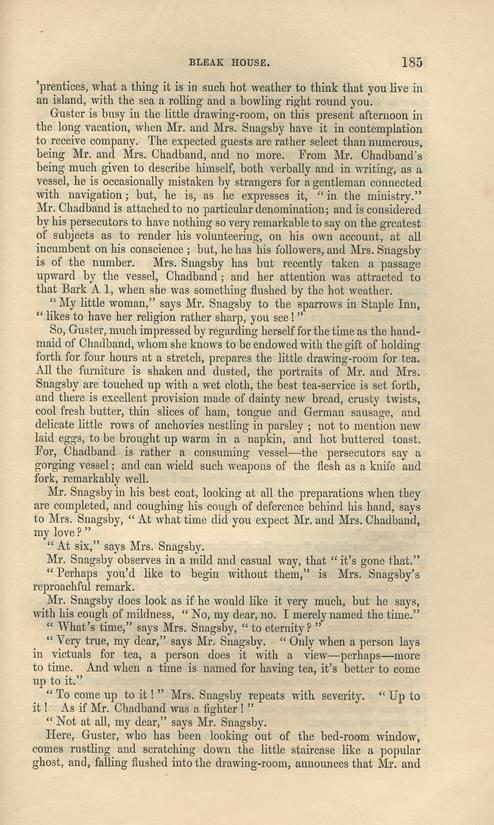 BLEAK HOUSE. 185
'prentices, what a thing it is in such hot weather to think that you live in
an island, with the sea a rolling and a bowling right round you.
Guster is busy in the little drawing-room, on this present afternoon in
the long vacation, when Mr. and Mrs. Snagsby have it in contemplation
to receive company. The expected guests are rather select than numerous,
being Mr. and Mrs. Chadband, and no more. From Mr. Chadband's
being much given to describe himself, both verbally and in writing, as a
vessel, he is occasionally mistaken by strangers for a gentleman connected
with navigation; but, he is, as he expresses it, "in the ministry."
Mr. Chadband is attached to no particular denomination; and is considered
by his persecutors to have nothing so very remarkable to say on the greatest
of subjects as to render his volunteering, on his own account, at all
incumbent on his conscience; but, he has his followers, and Mrs. Snagsby
is of the number. Mrs. Snagsby has but recently taken a passage
upward by the vessel, Chadband; and her attention was attracted to
that Bark A 1, when she was something flushed by the hot weather.
"My little woman," says Mr. Snagsby to the sparrows in Staple Inn,
"likes to have her religion rather sharp, you see!"
So, Guster, much impressed by regarding herself for the time as the hand-
maid of Chadband, whom she knows to be endowed with the gift of holding
forth for four hours at a stretch, prepares the little drawing-room for tea.
All the furniture is shaken and dusted, the portraits of Mr. and Mrs.
Snagsby are touched up with a wet cloth, the best tea-service is set forth,
and there is excellent provision made of dainty new bread, crusty twists,
cool fresh butter, thin slices of ham, tongue and German sausage, and
delicate little rows of anchovies nestling in parsley; not to mention new
laid eggs, to be brought up warm in a napkin, and hot buttered toast.
For, Chadband is rather a consuming vessel—the persecutors say a
gorging vessel; and can wield such weapons of the flesh as a knife and
fork, remarkably well.
Mr. Snagsby in his best coat, looking at all the preparations when they
are completed, and coughing his cough of deference behind his hand, says
to Mrs. Snagsby, "At what time did you expect Mr. and Mrs. Chadband,
my love?"
"At six," says Mrs. Snagsby.
Mr. Snagsby observes in a mild and casual way, that "it's gone that."
"Perhaps you'd like to begin without them," is Mrs. Snagsby's
reproachful remark.
Mr. Snagsby does look as if he would like it very much, but he says,
with his cough of mildness, "No, my dear, no. I merely named the time."
"What's time," says Mrs. Snagsby, "to eternity?"
"Very true, my dear," says Mr. Snagsby. "Only when a person lays
in victuals for tea, a person does it with a view—perhaps—more
to time. And when a time is named for having tea, it's better to come
up to it."
"To come up to it!" Mrs. Snagsby repeats with severity. "Up to
it! As if Mr. Chadband was a fighter!"
"Not at all, my dear," says Mr. Snagsby.
Here, Guster, who has been looking out of the bed-room window,
comes rustling and scratching down the little staircase like a popular
ghost, and, falling flushed into the drawing-room, announces that Mr. and